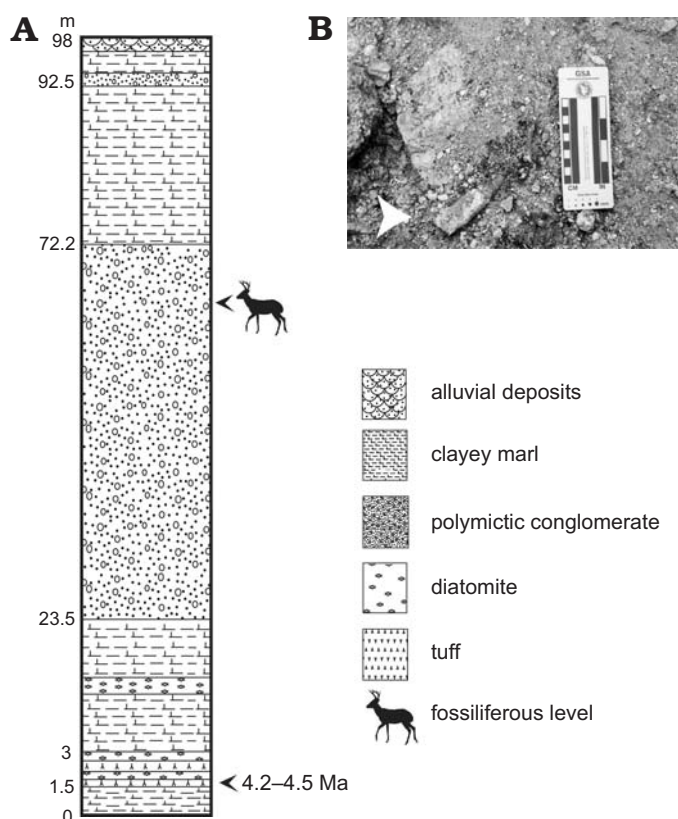 A
m
98
92.5
72.2
23.5
3
1.5
0
4.2–4.5 Ma
B
GSA
CM
IN
alluvial deposits
clayey marl
polymictic conglomerate
diatomite
tuff
fossiliferous level